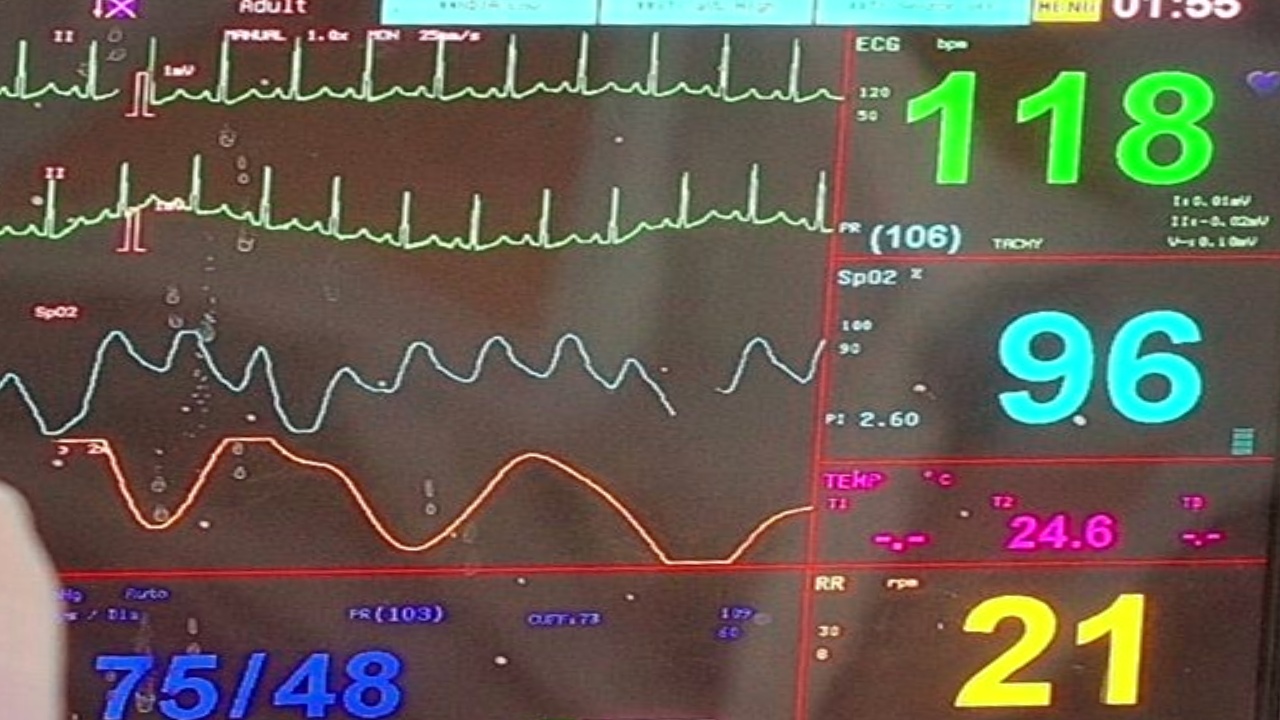 Adult MENU 01:55
II MANUAL 1.0x MON 25mm/s
1mV
ECG bpm
120
50
118
II
I:0.01mV
II:-0.02mV
V-:0.10mV
PR (106) TACHY
SpO2
SpO2 %
100
90
96
PI 2.60
TEMP °C
T1 T2
-.- 24.6 -.-
RR rpm
30
21
Auto
PR(103) CUFF:73 109
60
75/48